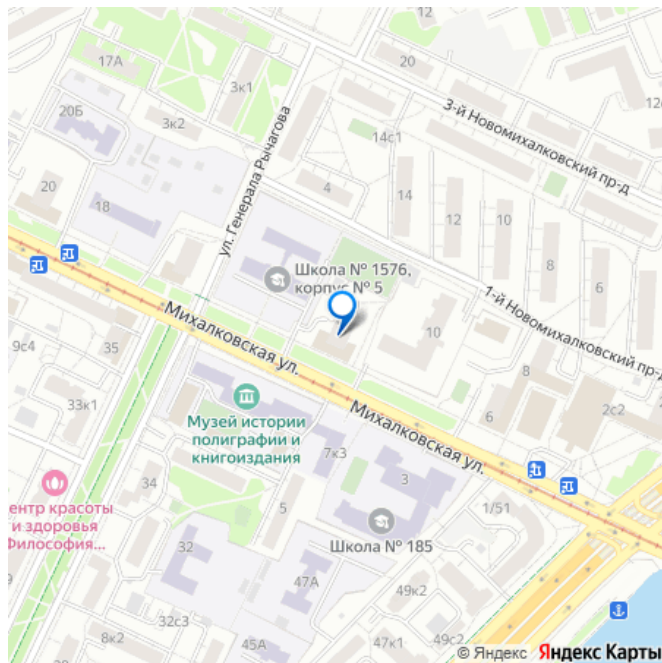 12
20
17А
3к1
3-й Новомихалковский пр-д
20Б
3к2
14с1
ул. Генерала Рычагова
20
4
14
12
10
18
Школа № 1576,
корпус № 5
8
6
1-й Новомихалковский пр-д
Михалковская ул.
10
9с4
35
8
33к1
Музей истории
полиграфии и
книгоиздания
Михалковская ул.
6
2с2
7к3
3
34
5
1/51
ентр красоты
и здоровья
Философия...
32
Школа № 185
47А
49к2
9
32с3
8к2
45А
47к1
49к1
© Яндекс Яндекс Карты